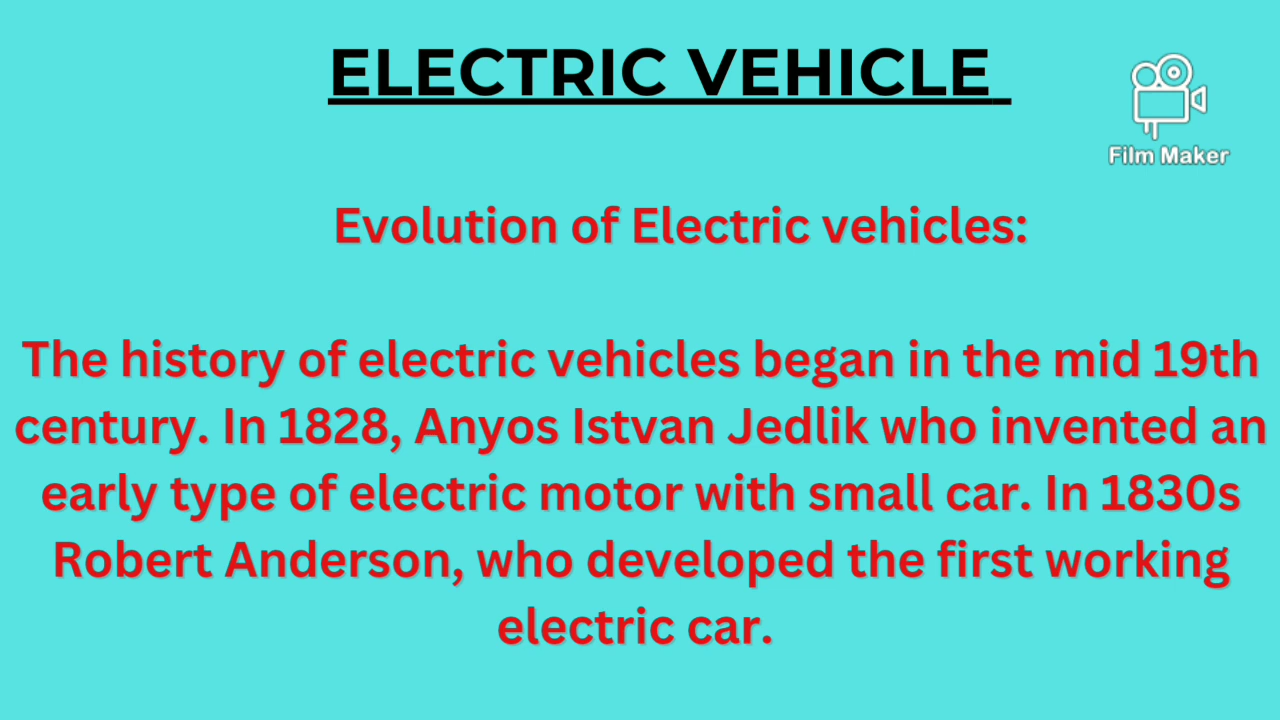 ELECTRIC VEHICLE
Film Maker
Evolution of Electric vehicles:
The history of electric vehicles began in the mid 19th
century. In 1828, Anyos Istvan Jedlik who invented an
early type of electric motor with small car. In 1830s
Robert Anderson, who developed the first working
electric car.